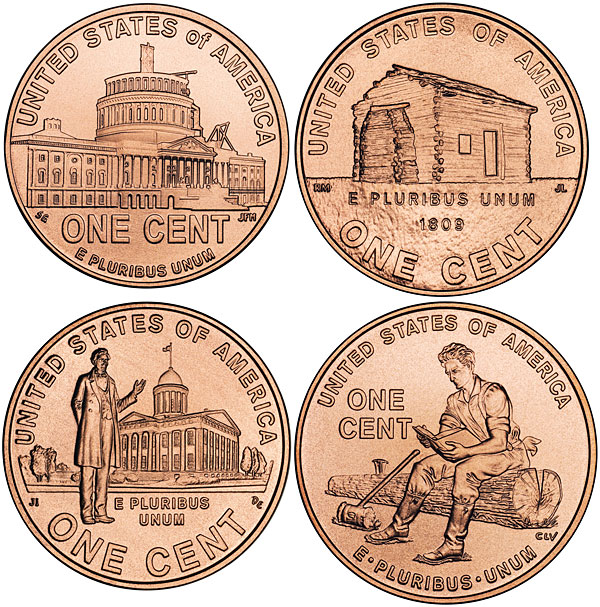 UNITED STATES of AMERICA
SE
JFM
ONE CENT
E PLURIBUS UNUM
UNITED STATES OF AMERICA
RM
JL
E PLURIBUS UNUM
1809
ONE CENT
UNITED STATES OF AMERICA
JI
E PLURIBUS
UNUM
DE
ONE CENT
UNITED STATES OF AMERICA
ONE
CENT
CLV
E·PLURIBUS·UNUM